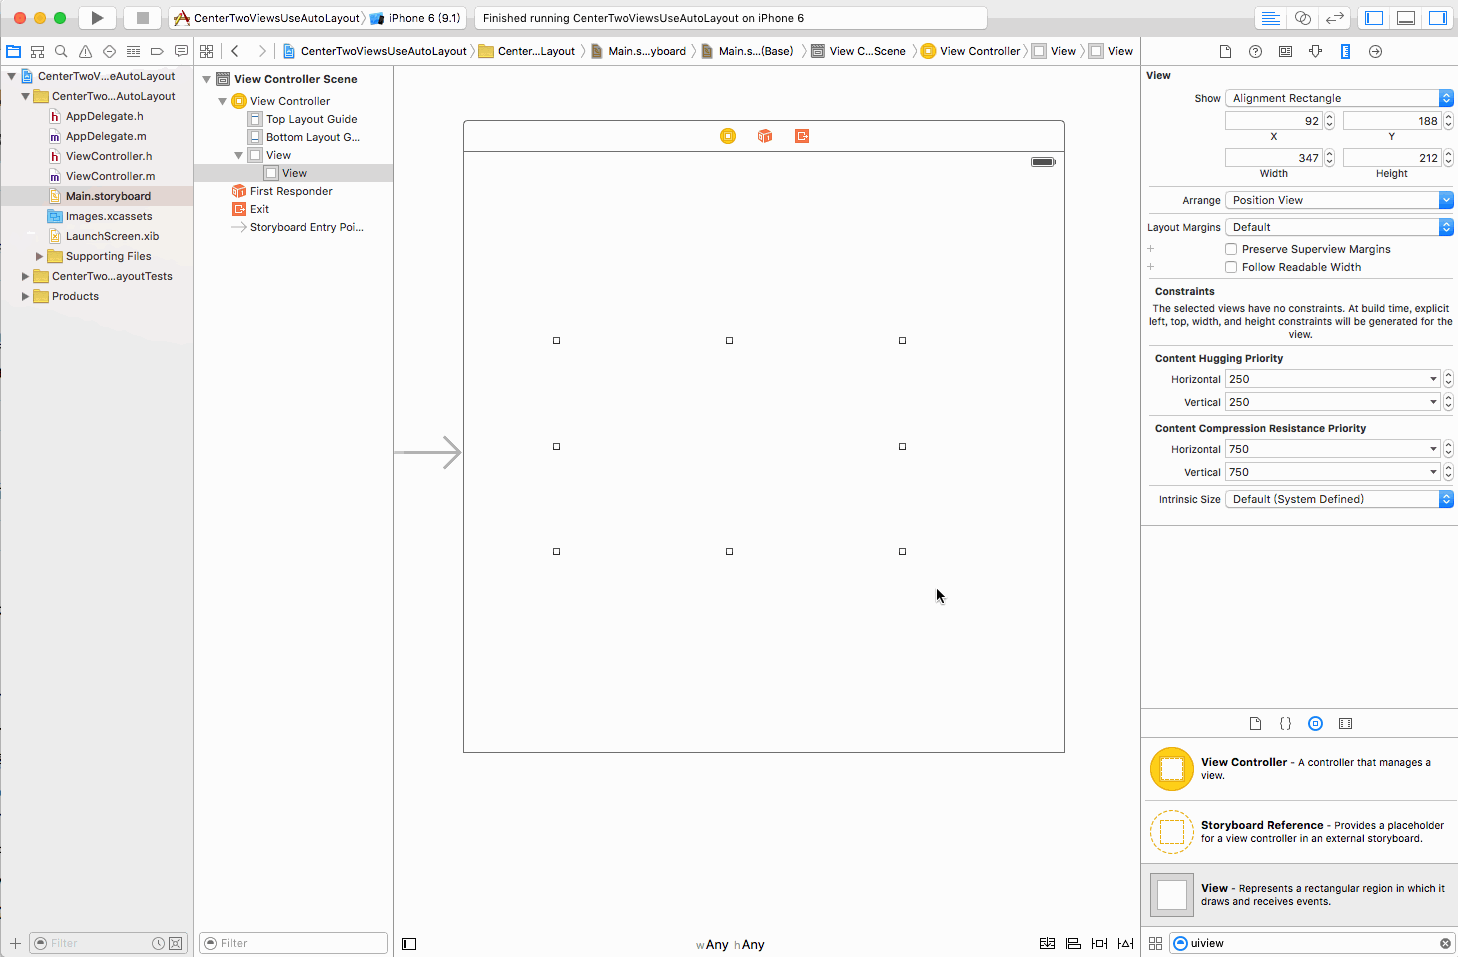 CenterTwoViewsUseAutoLayout
iPhone 6 (9.1)
Finished running CenterTwoViewsUseAutoLayout on iPhone 6
CenterTwoViewsUseAutoLayout
Center...Layout
Main.s...yboard
Main.s...(Base)
View C...Scene
View Controller
View
View
CenterTwoV...eAutoLayout
CenterTwo...AutoLayout
AppDelegate.h
AppDelegate.m
ViewController.h
ViewController.m
Main.storyboard
Images.xcassets
LaunchScreen.xib
Supporting Files
CenterTwo...ayoutTests
Products
Filter
View Controller Scene
View Controller
Top Layout Guide
Bottom Layout G...
View
View
First Responder
Exit
Storyboard Entry Poi...
Filter
wAny hAny
View
Show Alignment Rectangle
92 188
X Y
347 212
Width Height
Arrange Position View
Layout Margins Default
Preserve Superview Margins
Follow Readable Width
Constraints
The selected views have no constraints. At build time, explicit
left, top, width, and height constraints will be generated for the
view.
Content Hugging Priority
Horizontal 250
Vertical 250
Content Compression Resistance Priority
Horizontal 750
Vertical 750
Intrinsic Size Default (System Defined)
View Controller - A controller that manages a
view.
Storyboard Reference - Provides a placeholder
for a view controller in an external storyboard.
View - Represents a rectangular region in which it
draws and receives events.
uiview